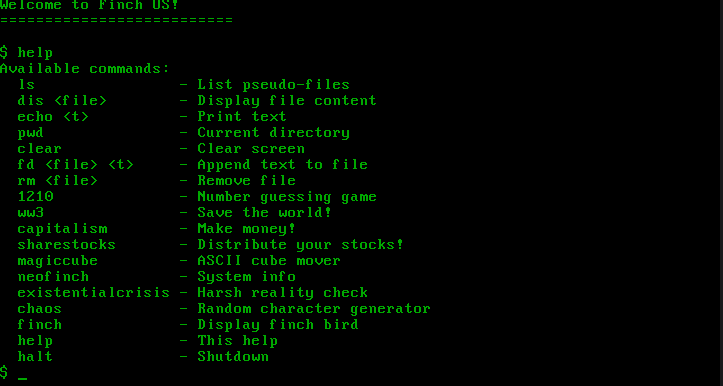 Welcome to Finch OS!
==========================
$ help
Available commands:
  ls                - List pseudo-files
  dis <file>        - Display file content
  echo <t>          - Print text
  pwd               - Current directory
  clear             - Clear screen
  fd <file> <t>     - Append text to file
  rm <file>         - Remove file
  1210              - Number guessing game
  ww3               - Save the world!
  capitalism        - Make money!
  sharestocks       - Distribute your stocks!
  magiccube         - ASCII cube mover
  neofinch          - System info
  existentialcrisis - Harsh reality check
  chaos             - Random character generator
  finch             - Display finch bird
  help              - This help
  halt              - Shutdown
$ _